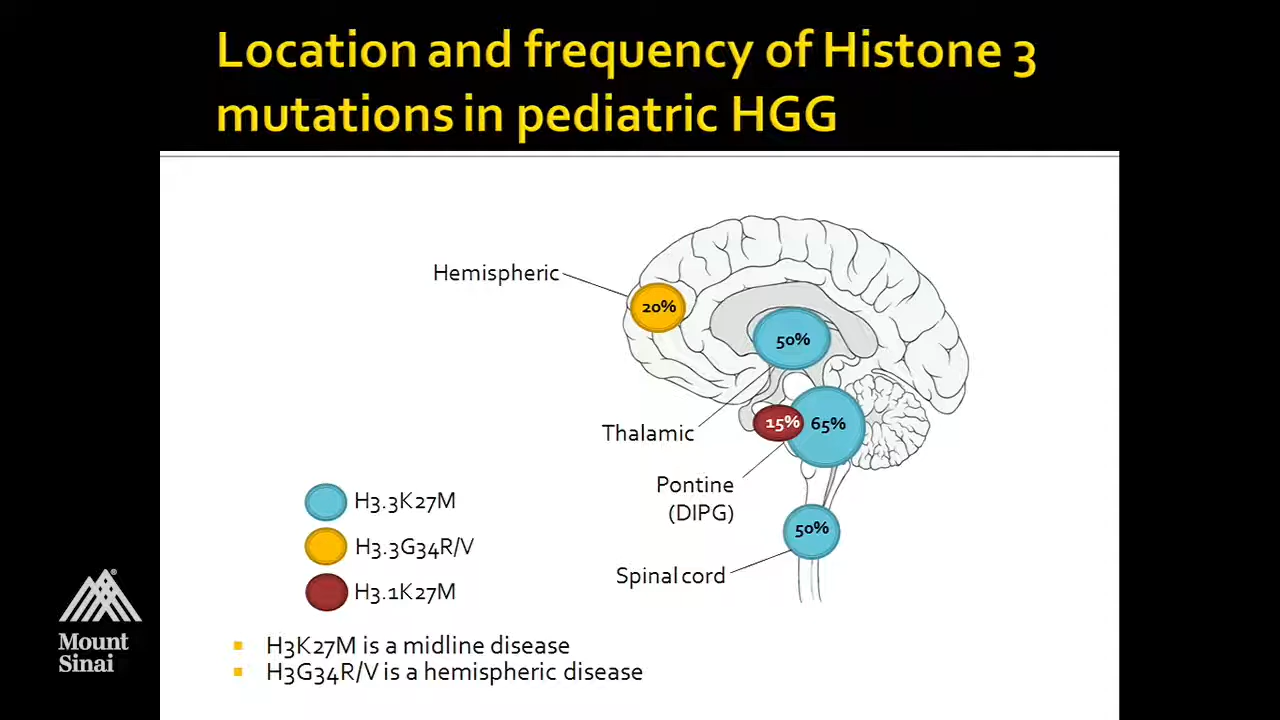 Location and frequency of Histone 3
mutations in pediatric HGG
Hemispheric
20%
50%
Thalamic
15%
65%
Pontine
(DIPG)
50%
Spinal cord
H3.3K27M
H3.3G34R/V
H3.1K27M
H3K27M is a midline disease
H3G34R/V is a hemispheric disease
Mount
Sinai
®